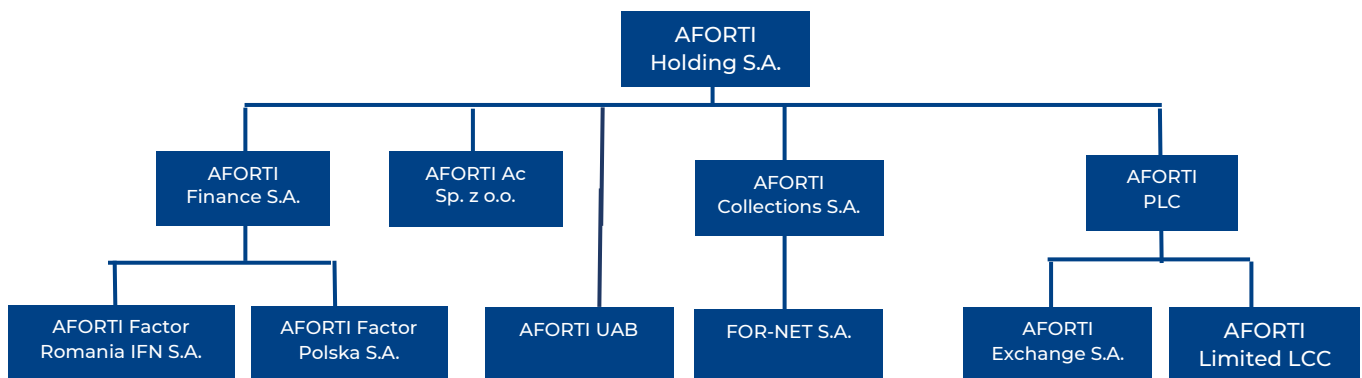 AFORTI
Holding S.A.
AFORTI
Finance S.A.
AFORTI Ac
Sp. z o.o.
AFORTI
Collections S.A.
AFORTI
PLC
AFORTI Factor
Romania IFN S.A.
AFORTI Factor
Polska S.A.
AFORTI UAB
FOR-NET S.A.
AFORTI
Exchange S.A.
AFORTI
Limited LCC